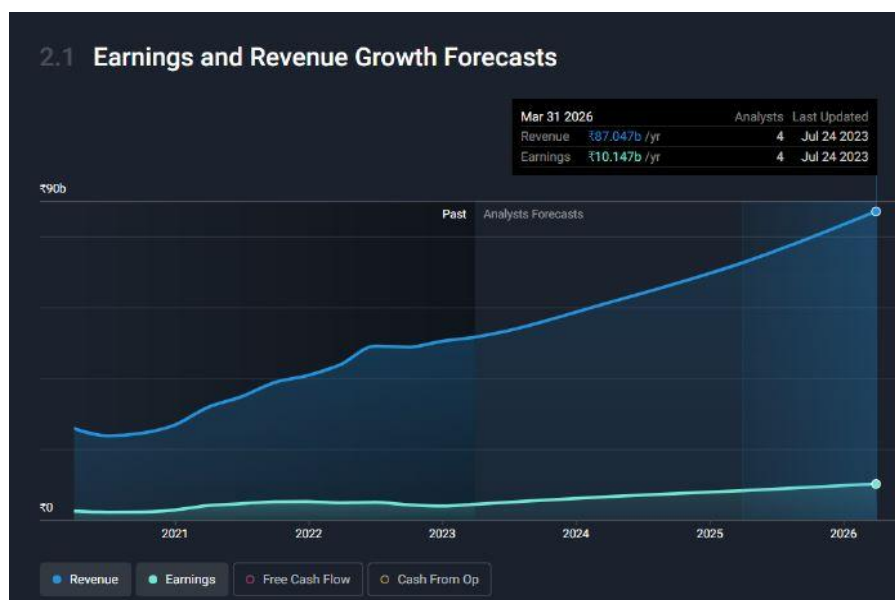 2.1 Earnings and Revenue Growth Forecasts
Mar 31 2026 Analysts Last Updated
Revenue ₹87.047b /yr 4 Jul 24 2023
Earnings ₹10.147b /yr 4 Jul 24 2023
₹90b
Past Analysts Forecasts
₹0
2021 2022 2023 2024 2025 2026
Revenue Earnings Free Cash Flow Cash From Op